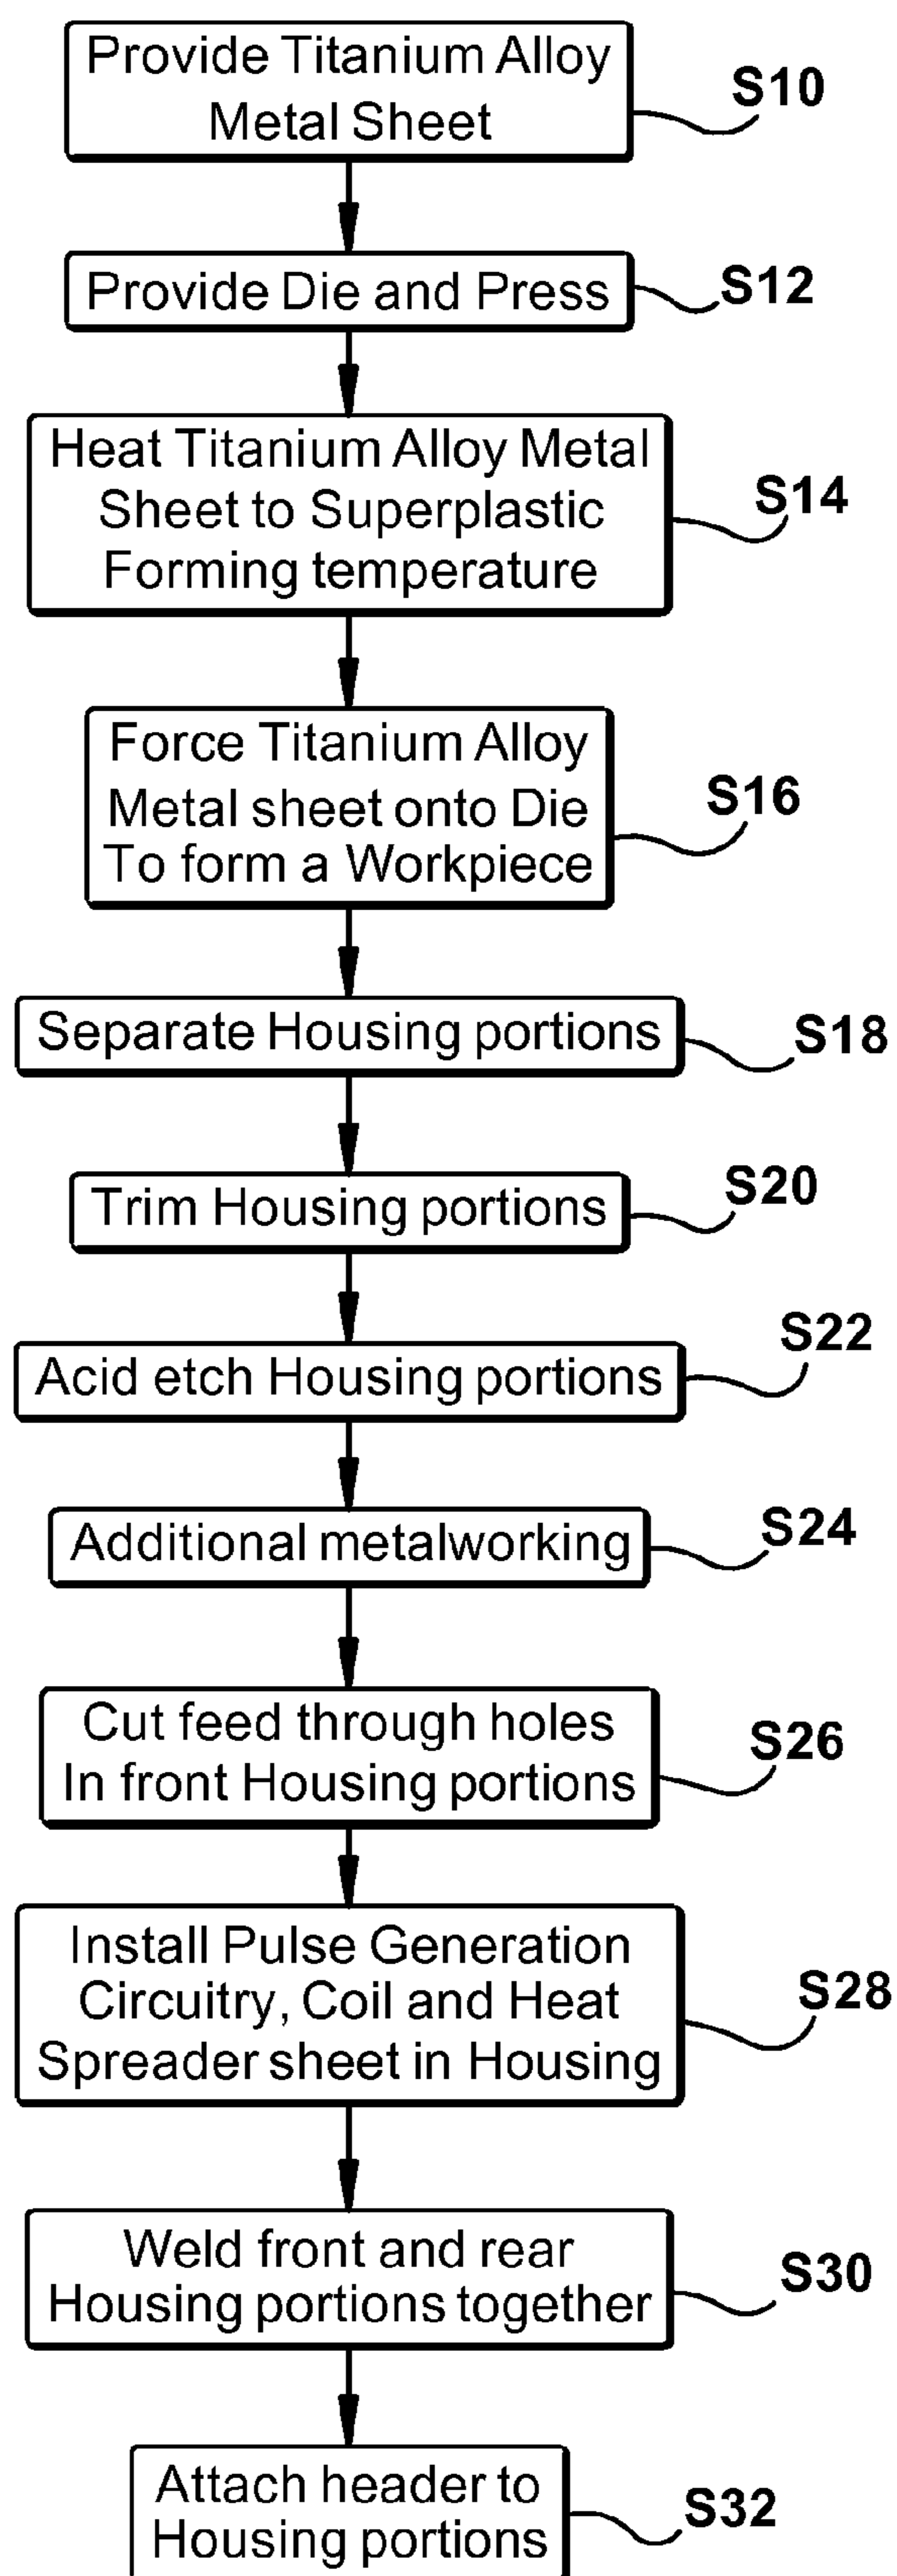 Provide Titanium Alloy
Metal Sheet
S10
Provide Die and Press
S12
Heat Titanium Alloy Metal
Sheet to Superplastic
Forming temperature
S14
Force Titanium Alloy
Metal sheet onto Die
To form a Workpiece
S16
Separate Housing portions
S18
Trim Housing portions
S20
Acid etch Housing portions
S22
Additional metalworking
S24
Cut feed through holes
In front Housing portions
S26
Install Pulse Generation
Circuitry, Coil and Heat
Spreader sheet in Housing
S28
Weld front and rear
Housing portions together
S30
Attach header to
Housing portions
S32